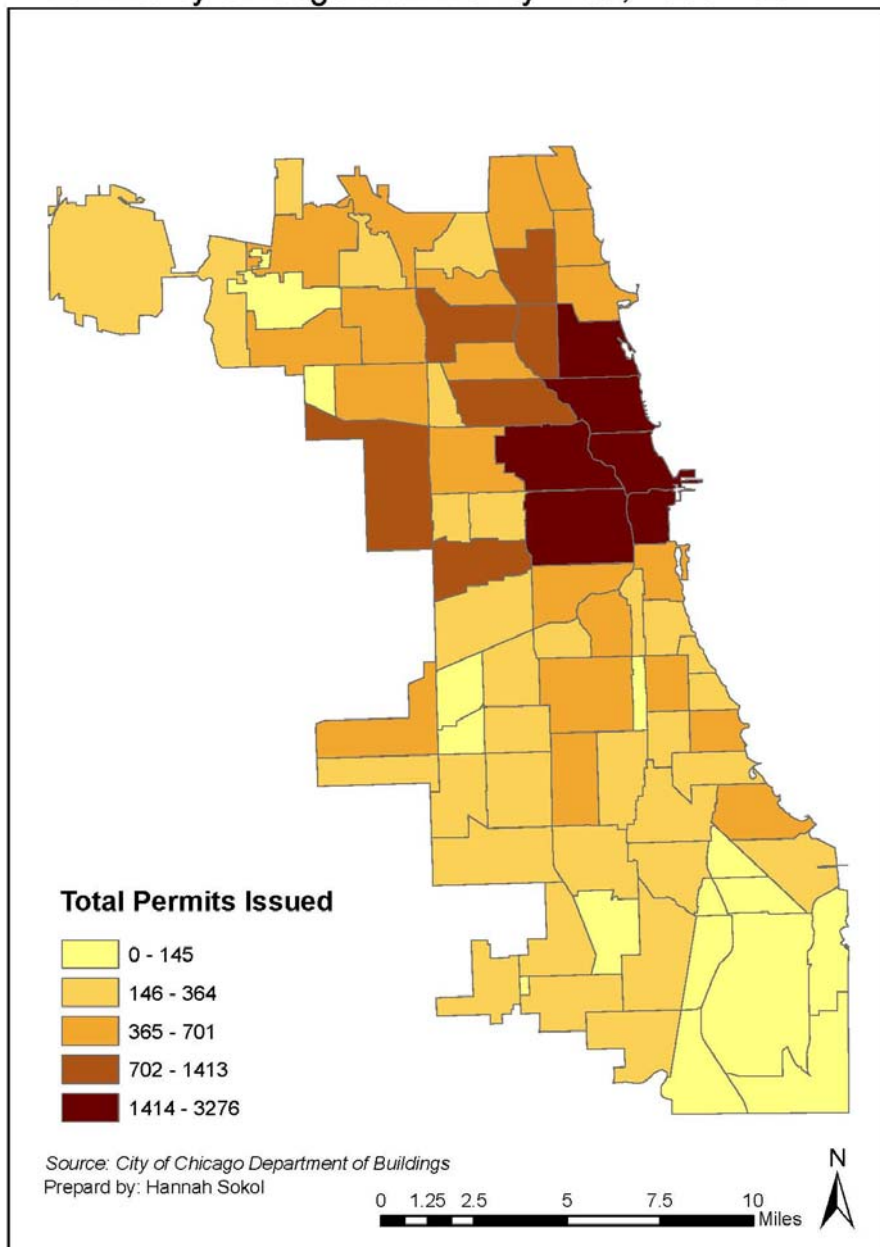 Total Permits Issued
0 - 145
146 - 364
365 - 701
702 - 1413
1414 - 3276
Source: City of Chicago Department of Buildings
Prepard by: Hannah Sokol
N
0 1.25 2.5 5 7.5 10
Miles